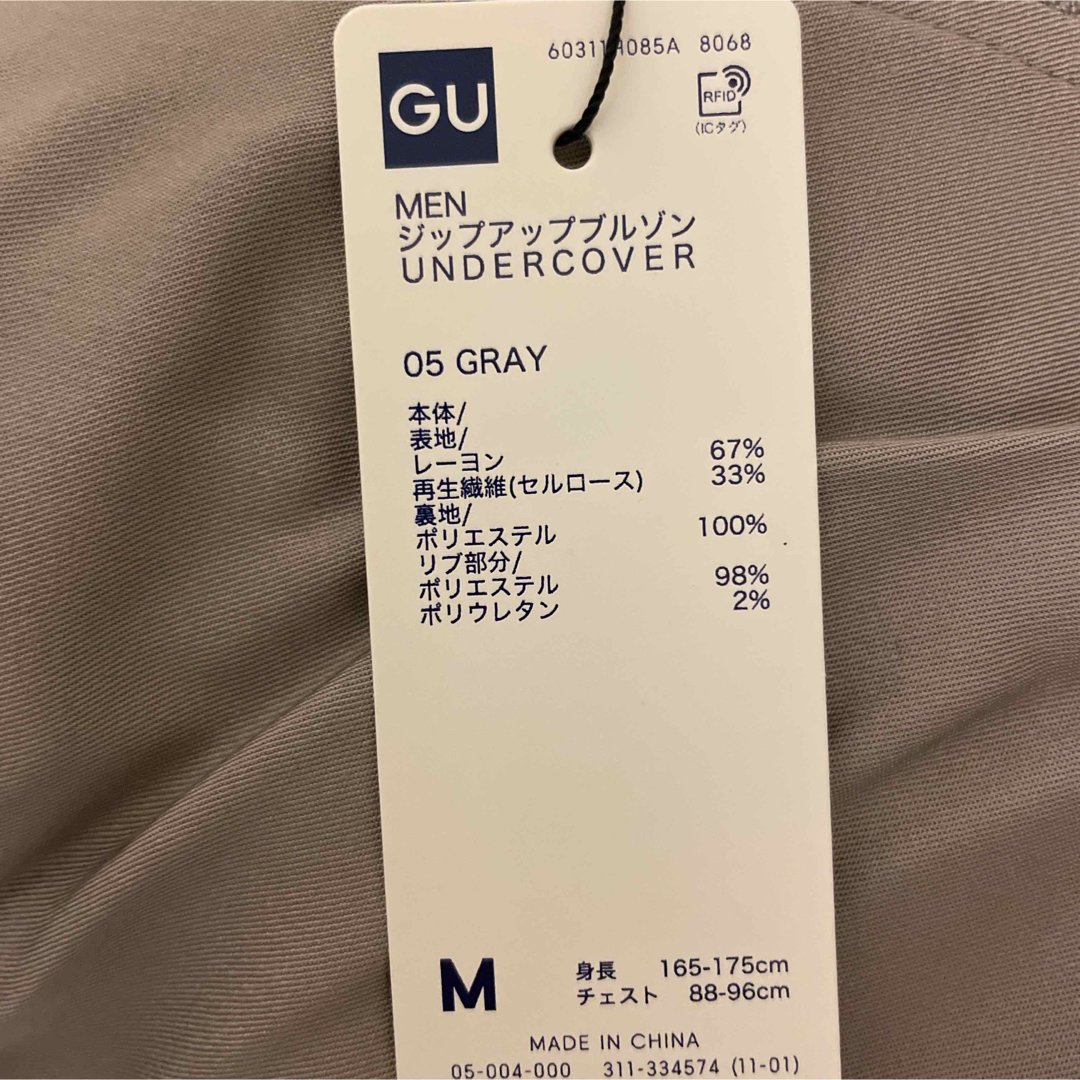 60311H085A 8068
GU
RFID
(ICタグ)
MEN
ジップアップブルゾン
UNDERCOVER
05 GRAY
本体/
表地/
レーヨン 67%
再生繊維(セルロース) 33%
裏地/
ポリエステル 100%
リブ部分/
ポリエステル 98%
ポリウレタン 2%
M 身長 165-175cm
チェスト 88-96cm
MADE IN CHINA
05-004-000 311-334574 (11-01)